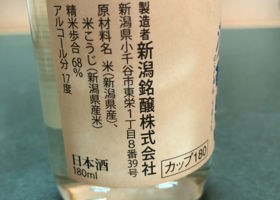 製造者 新潟銘醸株式会社
新潟県小千谷市東栄1丁目8番39号
原材料名 米(新潟県産)、
米こうじ(新潟県産米)
精米歩合 68%
アルコール分 17度
日本酒
180ml
カップ180